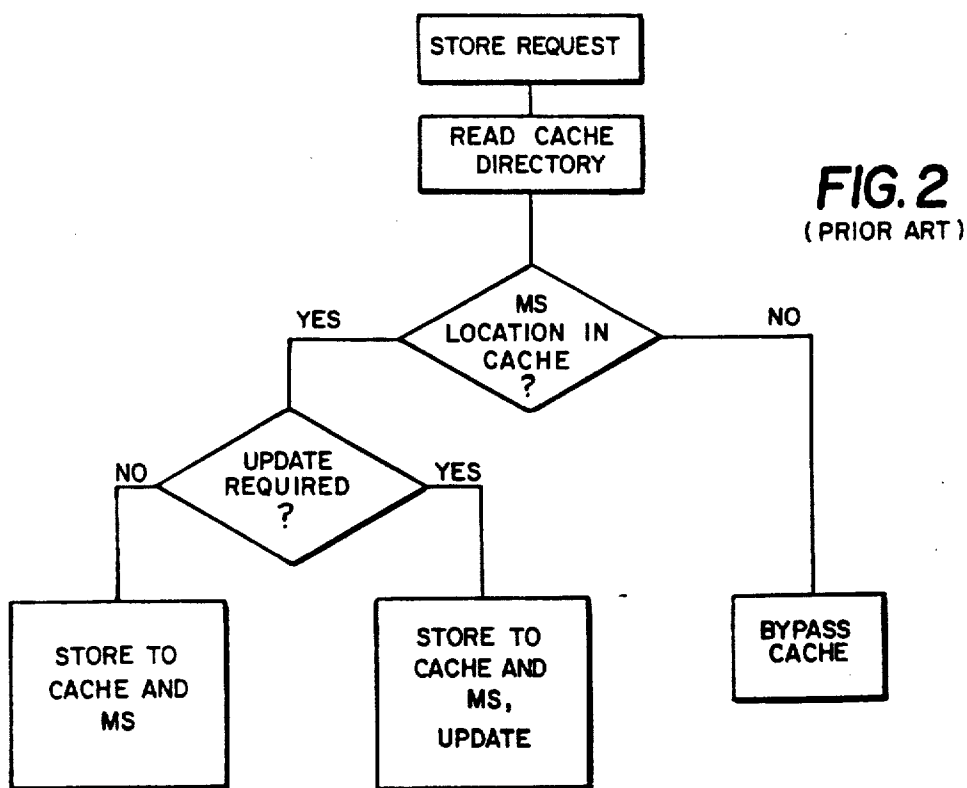 STORE REQUEST
READ CACHE
DIRECTORY
FIG. 2
(PRIOR ART)
MS
LOCATION IN
CACHE
?
YES
NO
UPDATE
REQUIRED
?
NO
YES
STORE TO
CACHE AND
MS
STORE TO
CACHE AND
MS,
UPDATE
BYPASS
CACHE